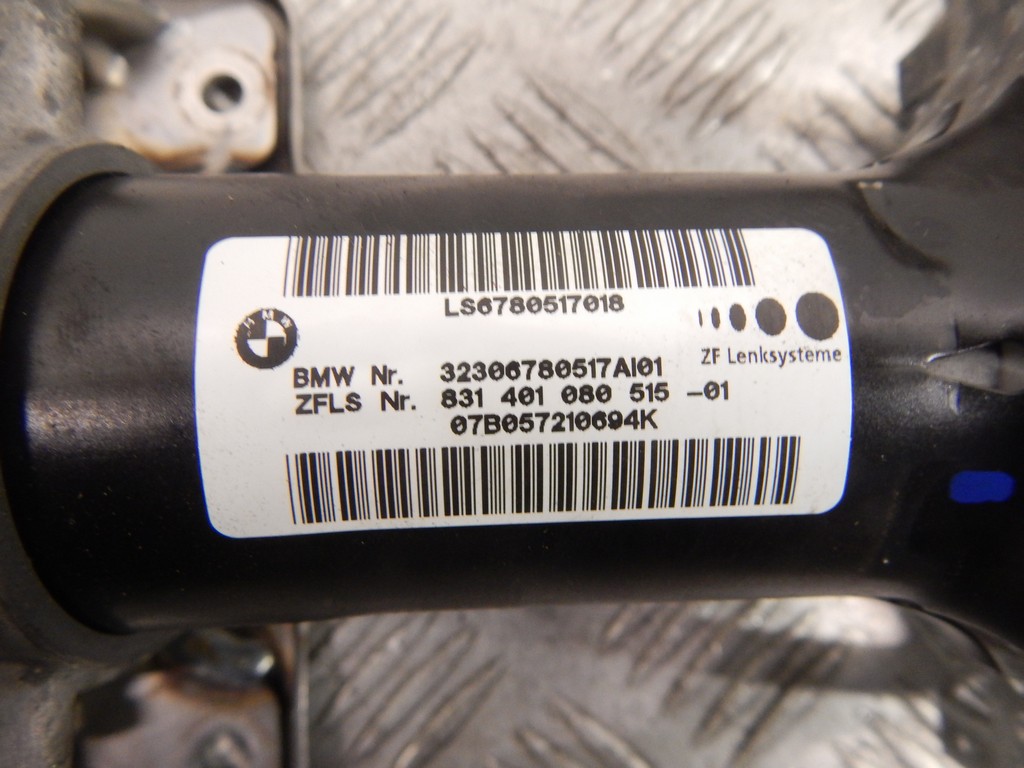 LS6780517018
BMW
ZF Lenksysteme
BMW Nr. 32306780517AI01
ZFLS Nr. 831 401 080 515 -01
07B057210694K